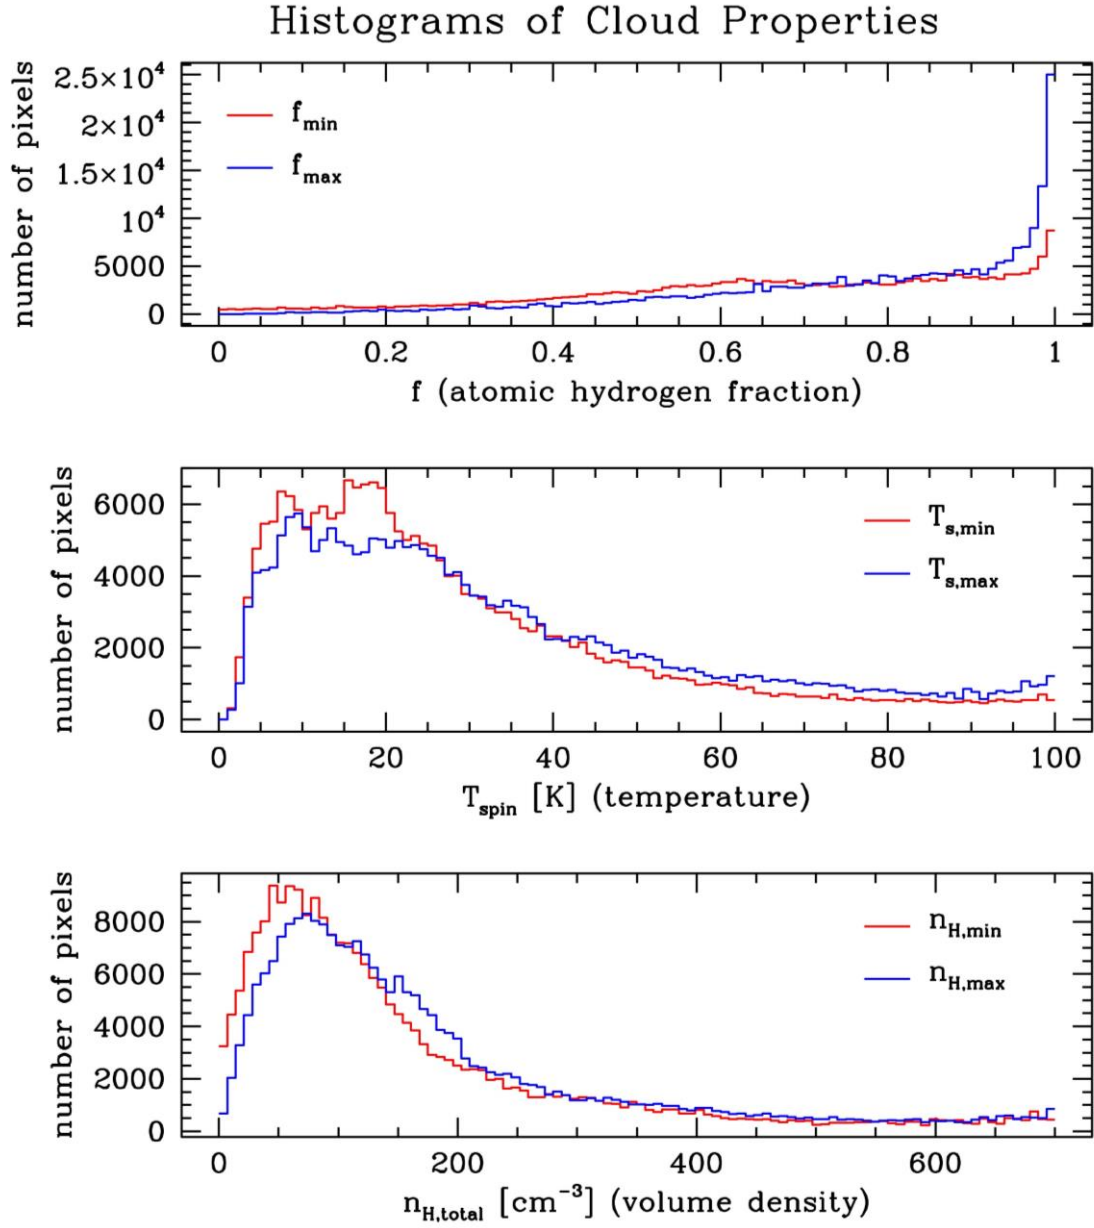 Histograms of Cloud Properties
number of pixels
2.5×10⁴
2×10⁴
1.5×10⁴
10⁴
5000
0
f_min
f_max
0 0.2 0.4 0.6 0.8 1
f (atomic hydrogen fraction)
number of pixels
6000
4000
2000
0
T_s,min
T_s,max
0 20 40 60 80 100
T_spin [K] (temperature)
number of pixels
8000
6000
4000
2000
0
n_H,min
n_H,max
0 200 400 600
n_H,total [cm⁻³] (volume density)